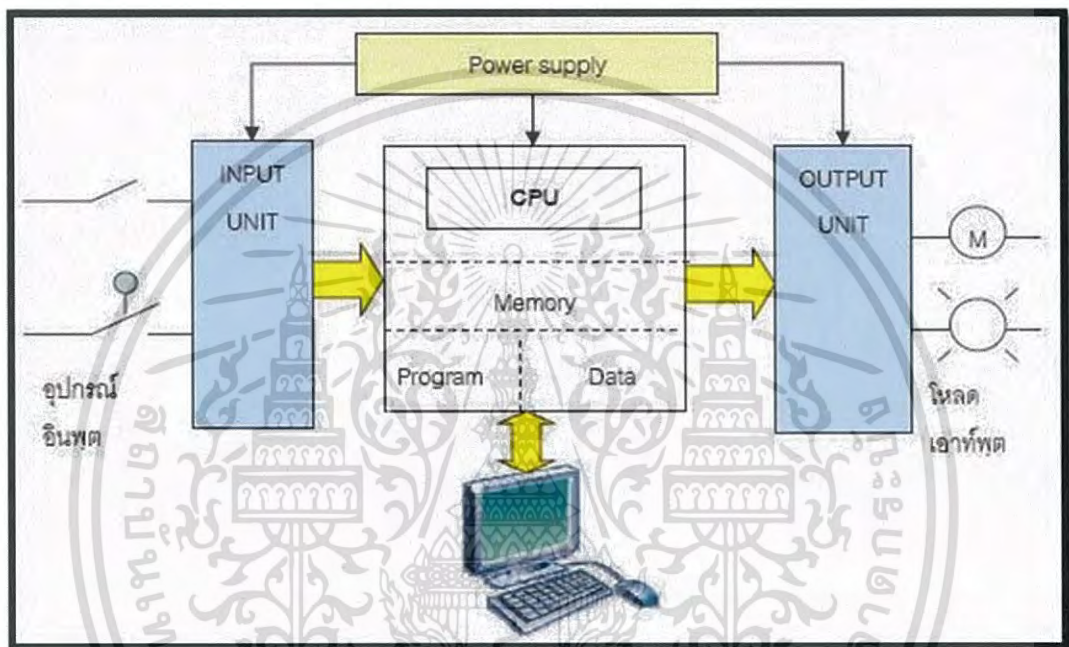 Power supply
INPUT
UNIT
CPU
Memory
Program
Data
OUTPUT
UNIT
M
อุปกรณ์
อินพุต
โหลด
เอาท์พุต